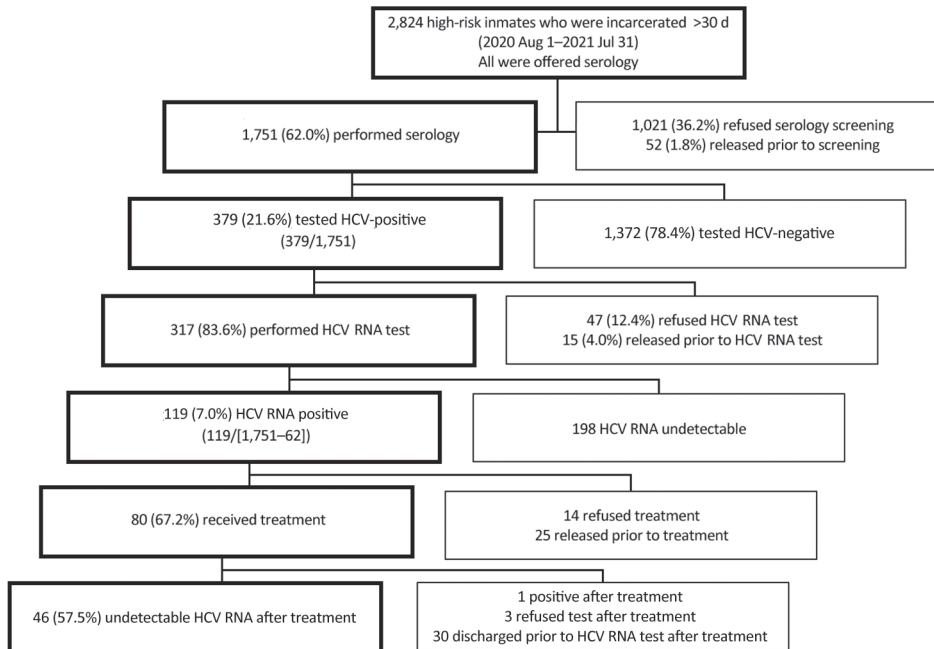 2,824 high-risk inmates who were incarcerated >30 d
(2020 Aug 1–2021 Jul 31)
All were offered serology
1,751 (62.0%) performed serology
1,021 (36.2%) refused serology screening
52 (1.8%) released prior to screening
379 (21.6%) tested HCV-positive
(379/1,751)
1,372 (78.4%) tested HCV-negative
317 (83.6%) performed HCV RNA test
47 (12.4%) refused HCV RNA test
15 (4.0%) released prior to HCV RNA test
119 (7.0%) HCV RNA positive
(119/[1,751–62])
198 HCV RNA undetectable
80 (67.2%) received treatment
14 refused treatment
25 released prior to treatment
46 (57.5%) undetectable HCV RNA after treatment
1 positive after treatment
3 refused test after treatment
30 discharged prior to HCV RNA test after treatment